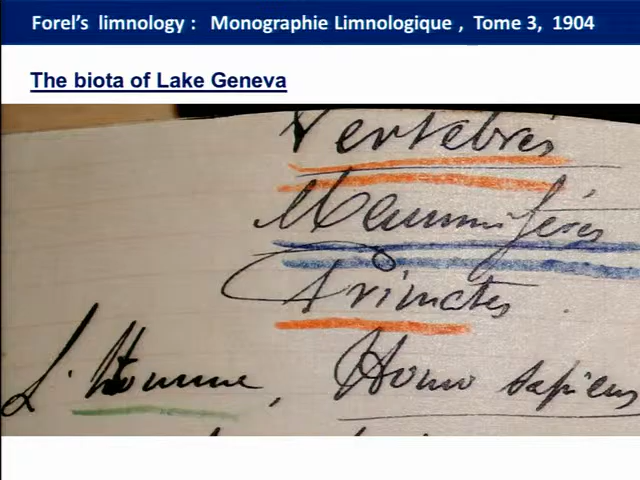 Forel's limnology : Monographie Limnologique , Tome 3, 1904
The biota of Lake Geneva
Vertébrés
Mammifères
Primates
L'Homme, Homo sapiens